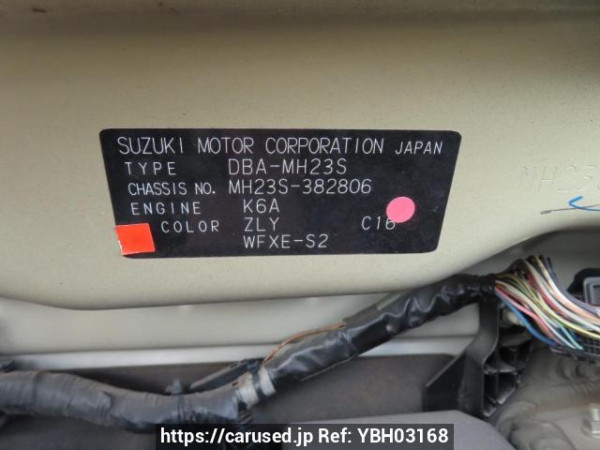 SUZUKI MOTOR CORPORATION JAPAN
TYPE DBA-MH23S
CHASSIS NO. MH23S-382806
ENGINE K6A
COLOR ZLY C16
WFXE-S2
https://carused.jp Ref: YBH03168